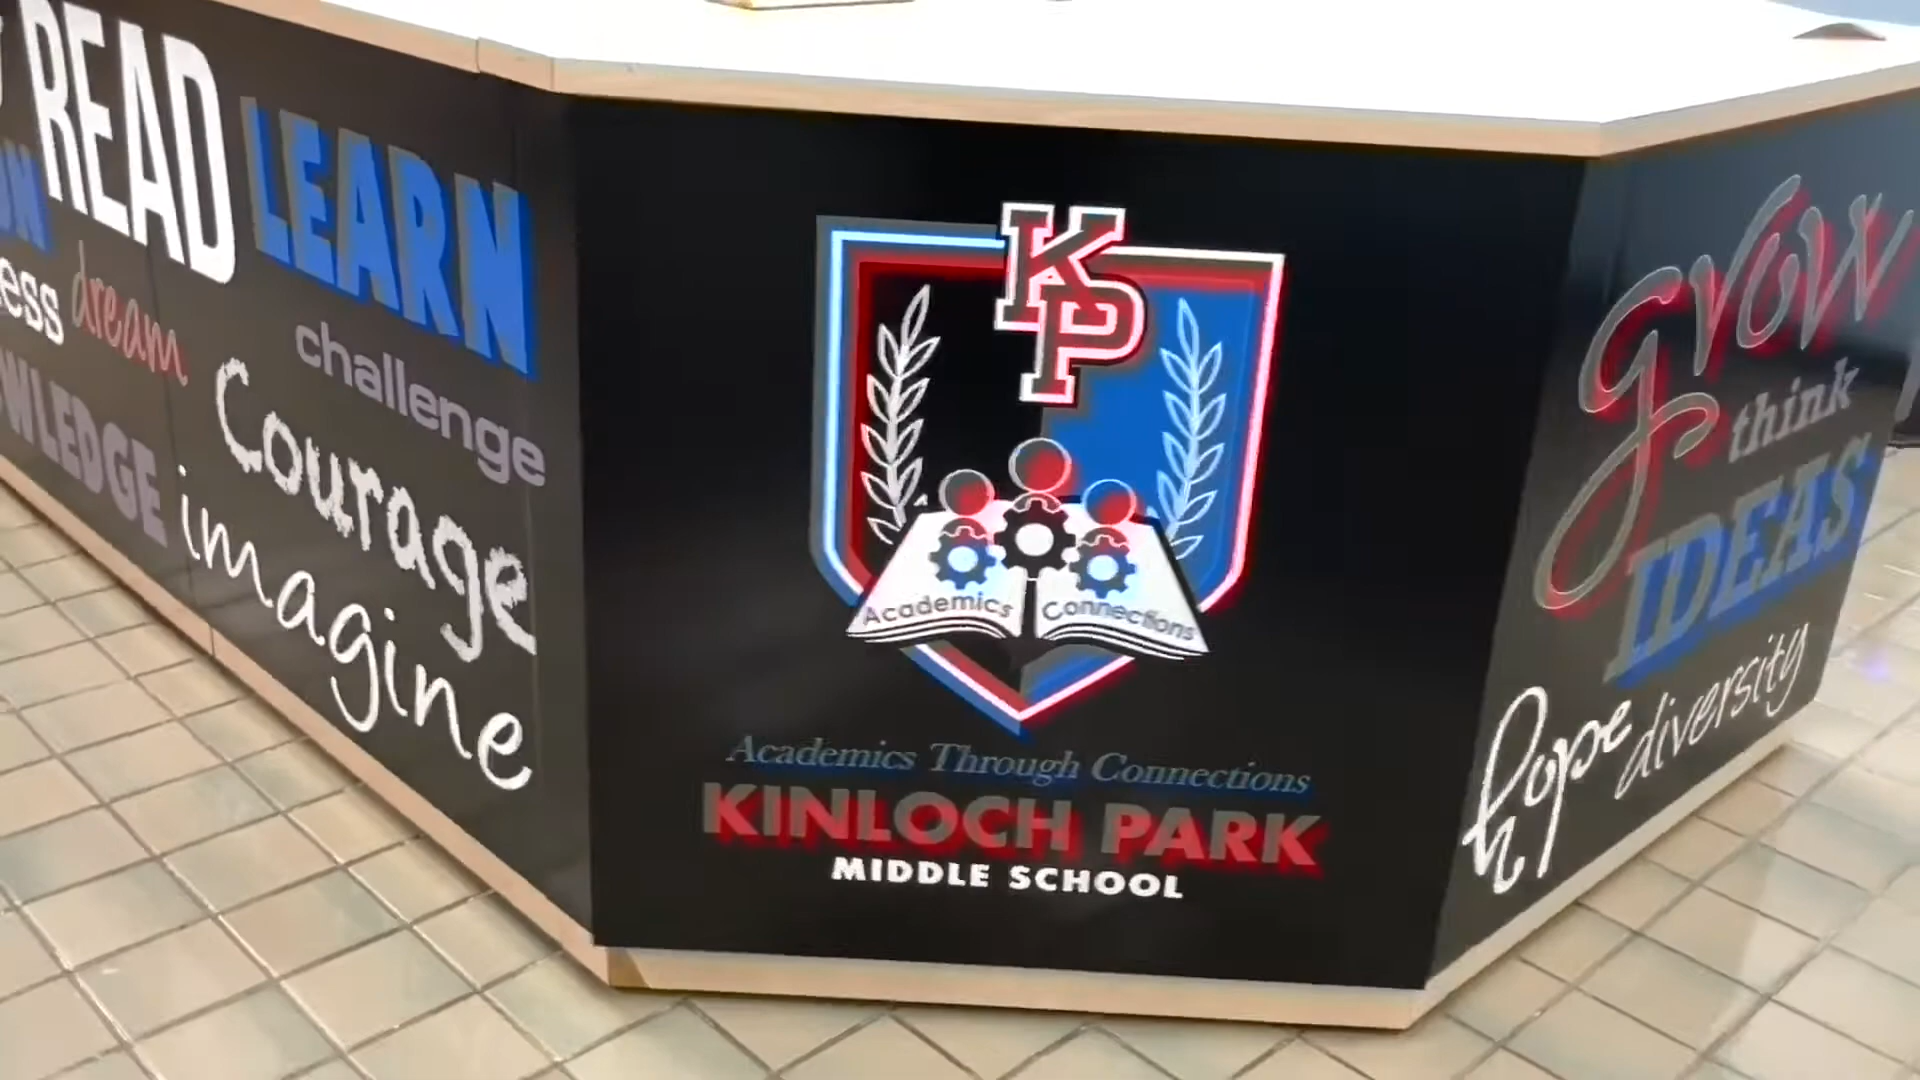 READ LEARN
dream
challenge
Courage
imagine
KP
Academics Connections
Academics Through Connections
KINLOCH PARK
MIDDLE SCHOOL
grow
think
IDEAS
hope
diversity